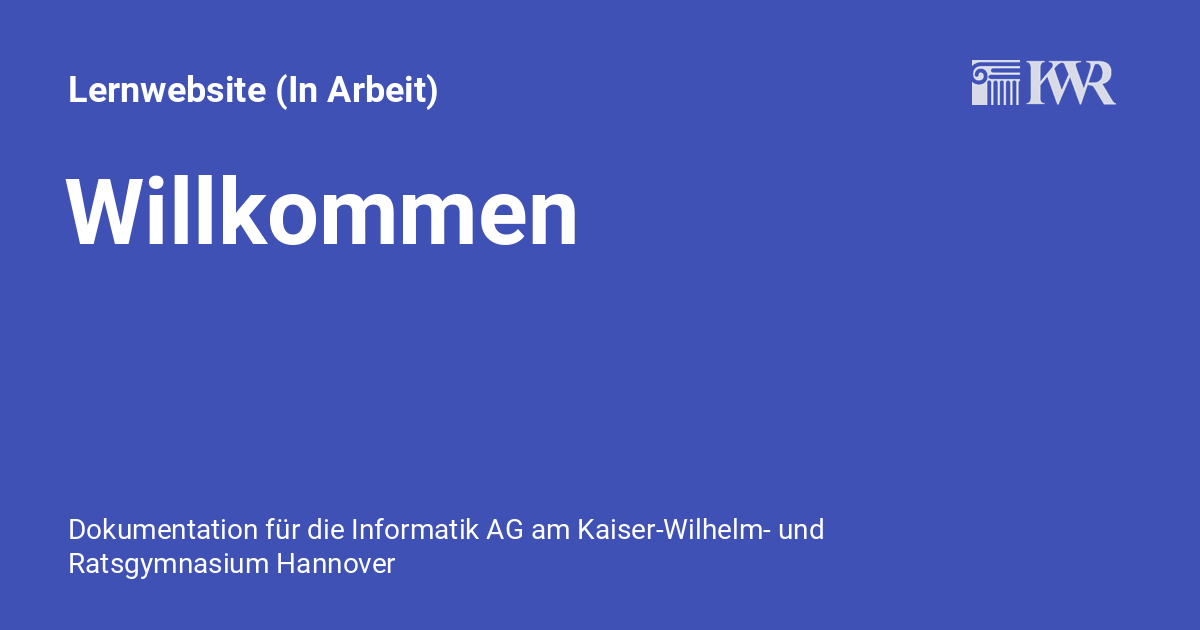 Lernwebsite (In Arbeit)
KWR
Willkommen
Dokumentation für die Informatik AG am Kaiser-Wilhelm- und
Ratsgymnasium Hannover